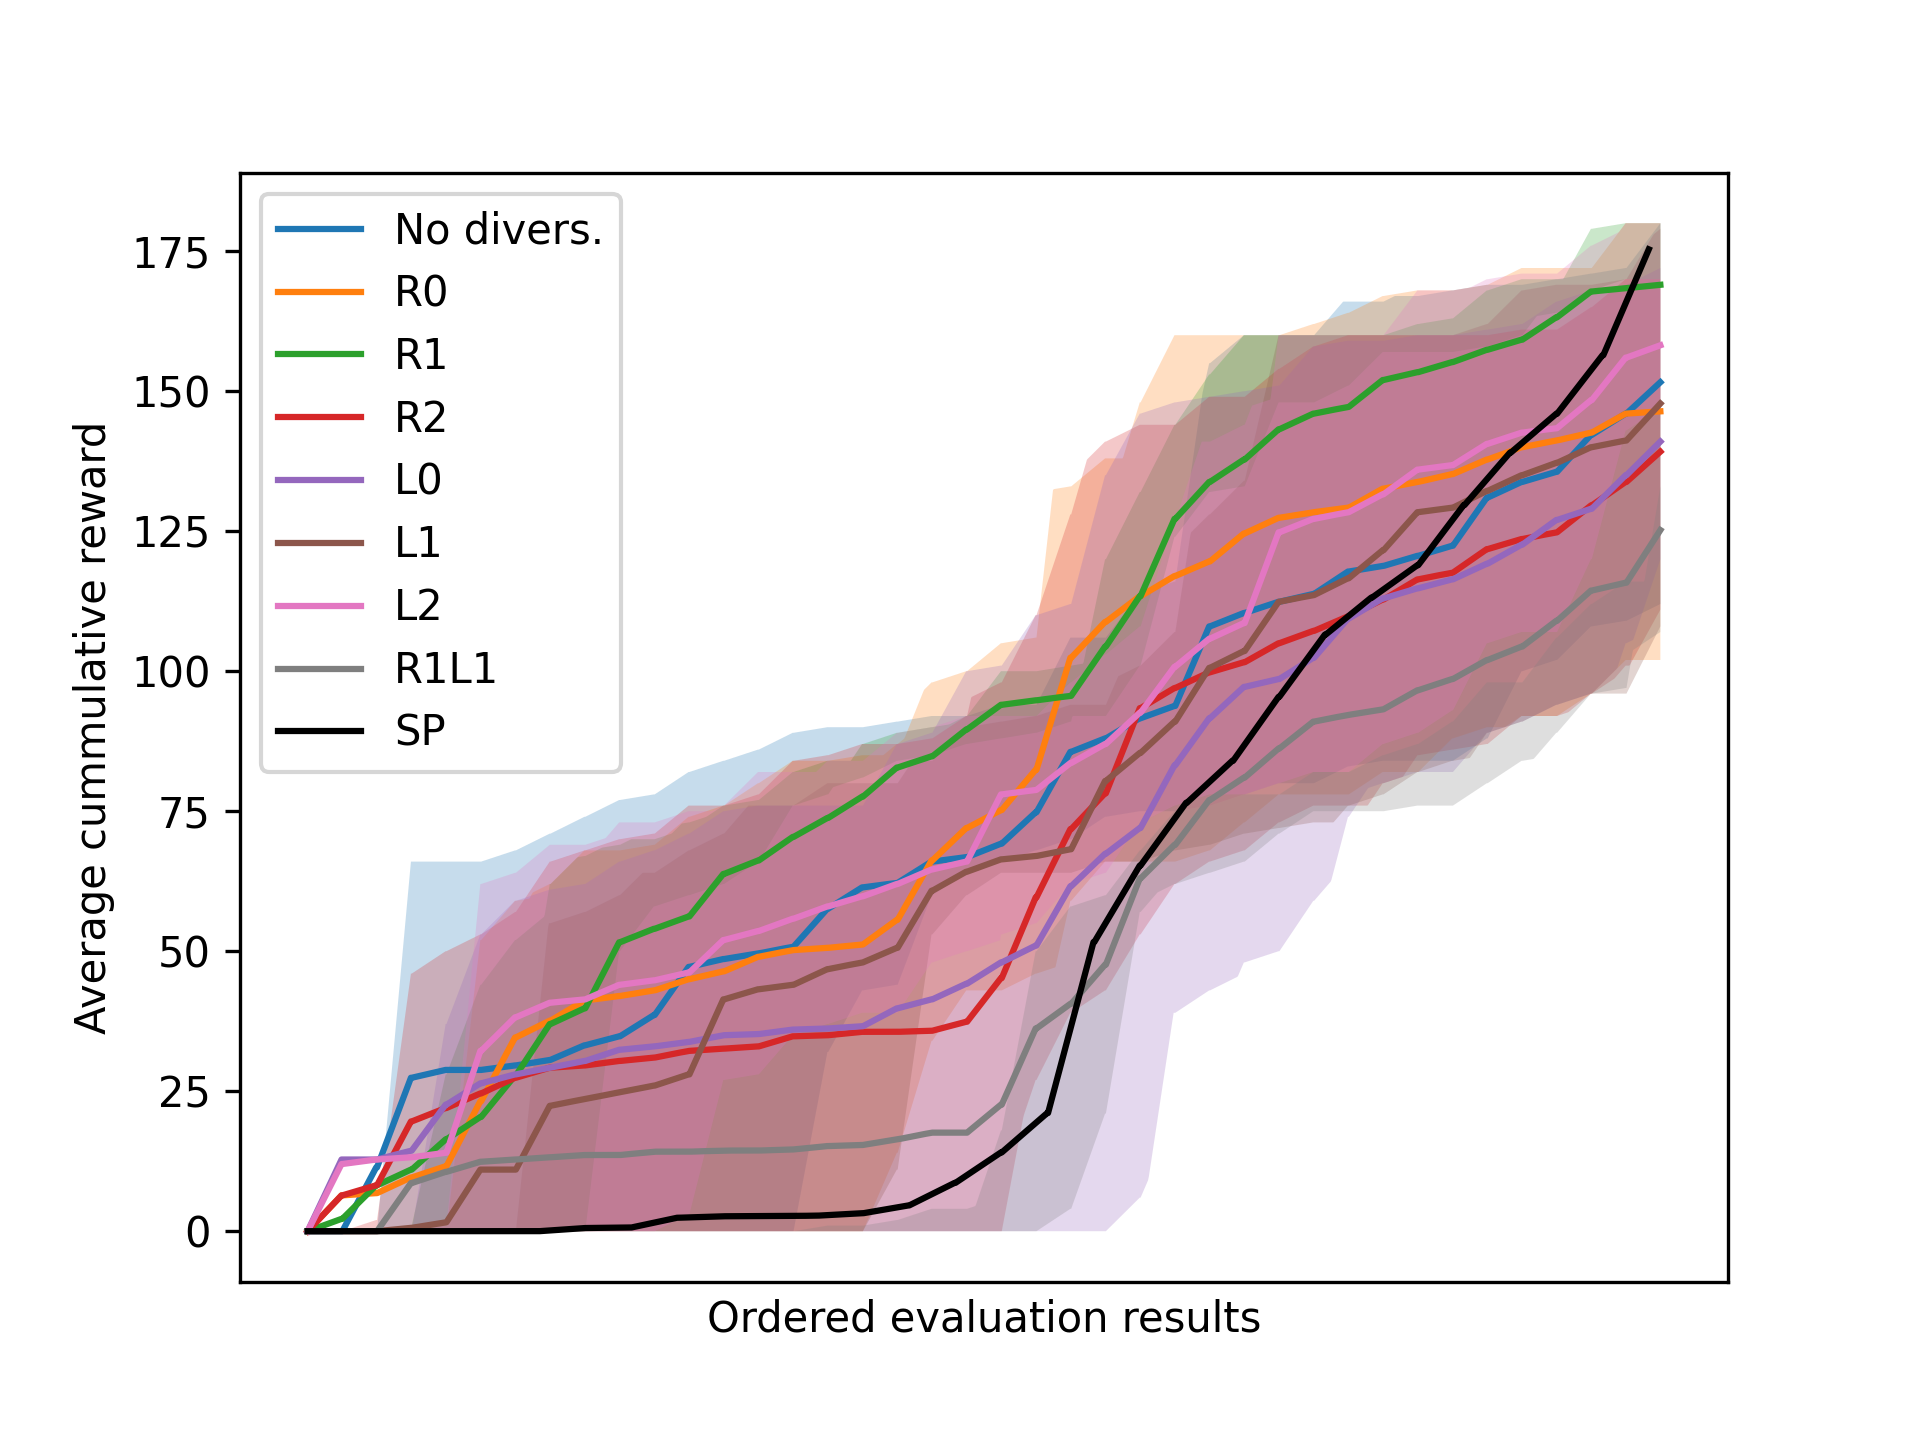 No divers.
R0
R1
R2
L0
L1
L2
R1L1
SP
175
150
125
100
75
50
25
0
Average cummulative reward
Ordered evaluation results